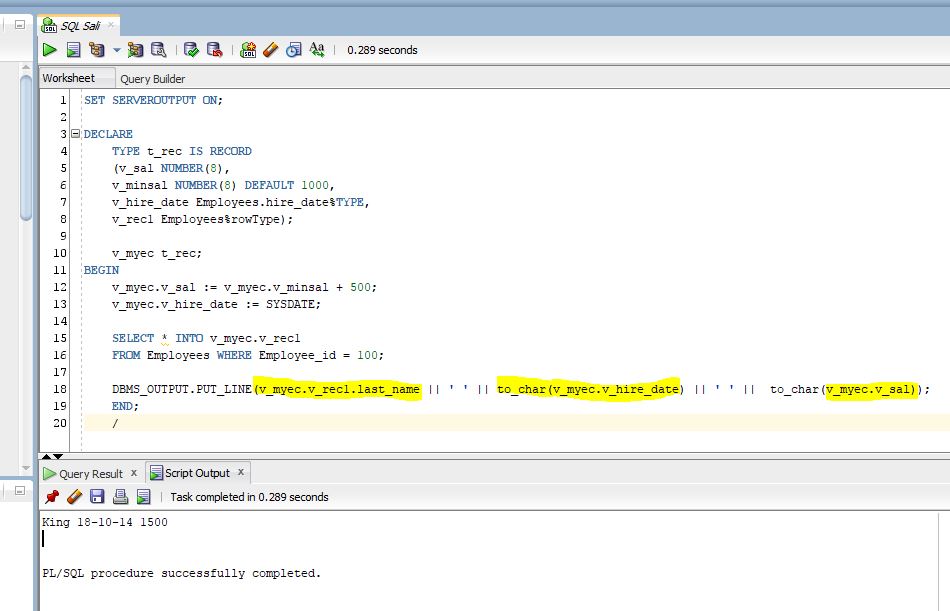 SQL Sali
0.289 seconds
Worksheet Query Builder
1 SET SERVEROUTPUT ON;
2
3 DECLARE
4 TYPE t_rec IS RECORD
5 (v_sal NUMBER(8),
6 v_minsal NUMBER(8) DEFAULT 1000,
7 v_hire_date Employees.hire_date%TYPE,
8 v_rec1 Employees%rowType);
9
10 v_myec t_rec;
11 BEGIN
12 v_myec.v_sal := v_myec.v_minsal + 500;
13 v_myec.v_hire_date := SYSDATE;
14
15 SELECT * INTO v_myec.v_rec1
16 FROM Employees WHERE Employee_id = 100;
17
18 DBMS_OUTPUT.PUT_LINE(v_myec.v_rec1.last_name || ' ' || to_char(v_myec.v_hire_date) || ' ' || to_char(v_myec.v_sal));
19 END;
20 /
Query Result x Script Output x
Task completed in 0.289 seconds
King 18-10-14 1500
PL/SQL procedure successfully completed.